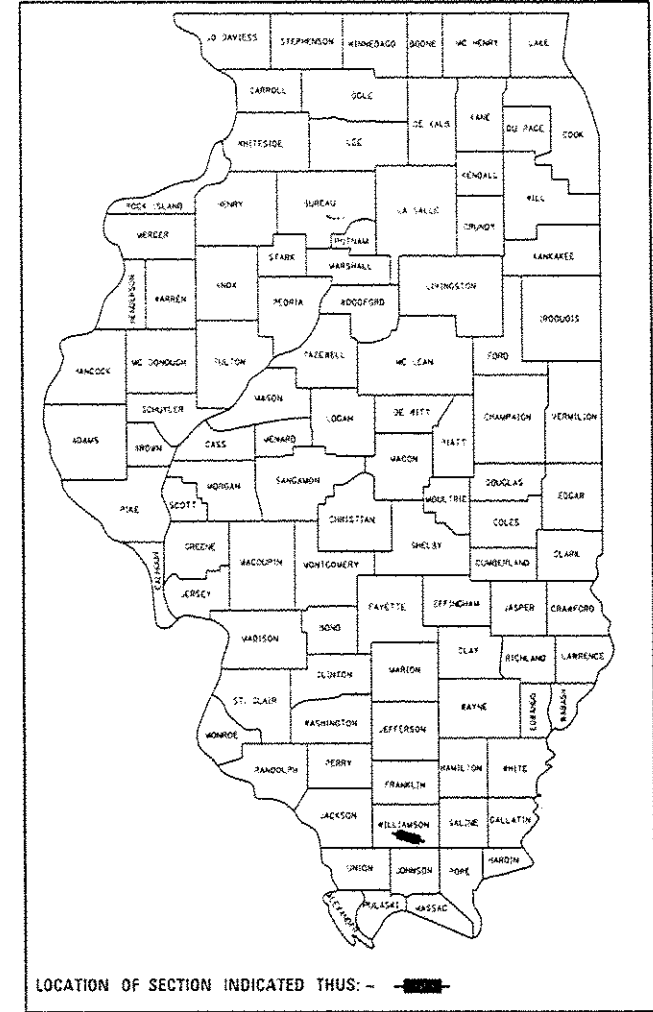 JO DAVIESS STEPHENSON WINNEBAGO BOONE MC HENRY LAKE
CARROLL OGLE DE KALB KANE DU PAGE COOK
WHITESIDE LEE KENDALL WILL
ROCK ISLAND HENRY BUREAU LA SALLE GRUNDY
MERCER STARK PUTNAM KANKAKEE
HENDERSON WARREN KNOX PEORIA MARSHALL WOODFORD LIVINGSTON IROQUOIS
HANCOCK MC DONOUGH FULTON TAZEWELL MC LEAN FORD
SCHUYLER MASON LOGAN DE WITT CHAMPAIGN VERMILION
ADAMS BROWN CASS MENARD MACON PIATT
PIKE SCOTT MORGAN SANGAMON CHRISTIAN MOULTRIE DOUGLAS EDGAR
COLES
CALHOUN GREENE MACOUPIN MONTGOMERY SHELBY CUMBERLAND CLARK
JERSEY FAYETTE EFFINGHAM JASPER CRAWFORD
MADISON BOND CLAY RICHLAND LAWRENCE
CLINTON MARION
ST. CLAIR WASHINGTON JEFFERSON WAYNE EDWARDS WABASH
MONROE
RANDOLPH PERRY HAMILTON WHITE
FRANKLIN
JACKSON WILLIAMSON SALINE GALLATIN
UNION JOHNSON POPE HARDIN
ALEXANDER PULASKI MASSAC
LOCATION OF SECTION INDICATED THUS: -